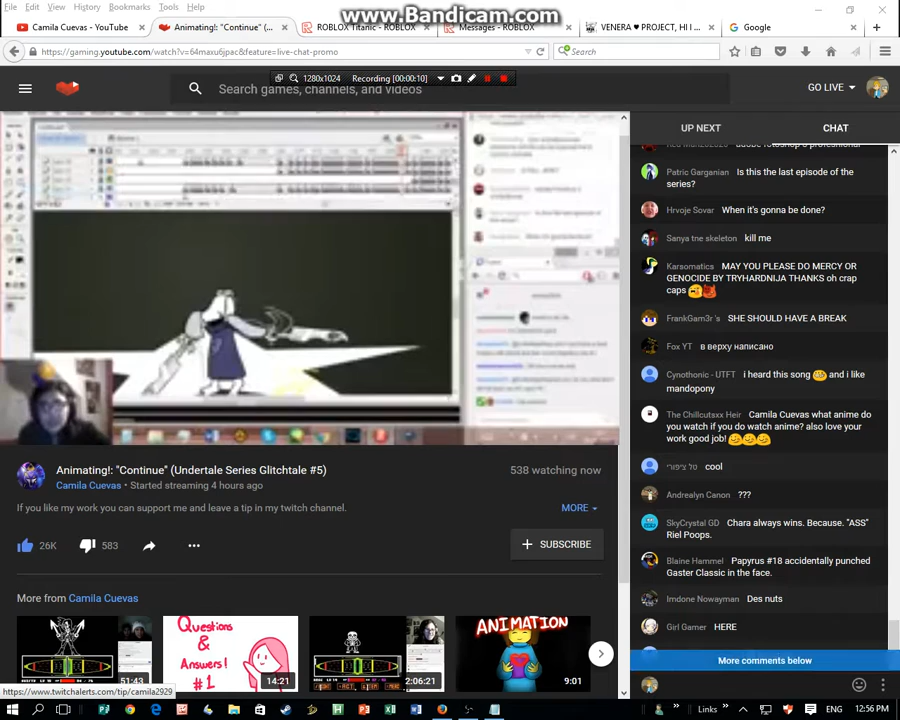 www.Bandicam.com
File Edit View History Bookmarks Tools Help
Camila Cuevas - YouTube
Animating!: "Continue" (
ROBLOX Titanic - ROBLOX
Messages - ROBLOX
VENERA ♥ PROJECT, HI I ...
Google
https://gaming.youtube.com/watch?v=64maxu6jpac&feature=live-chat-promo
Search
1280x1024 Recording [00:00:10]
Search games, channels, and videos
GO LIVE
UP NEXT CHAT
Patric Garganian Is this the last episode of the
series?
Hrvoje Sovar When it's gonna be done?
Sanya tne skeleton kill me
Karsomatics MAY YOU PLEASE DO MERCY OR
GENOCIDE BY TRYHARDNIJA THANKS oh crap
caps
FrankGam3r 's SHE SHOULD HAVE A BREAK
Fox YT в верху написано
Cynothonic - UTFT i heard this song and i like
mandopony
The Chillcutsxx Heir Camila Cuevas what anime do
you watch if you do watch anime? also love your
work good job!
טל ציפורי cool
Andrealyn Canon ???
SkyCrystal GD Chara always wins. Because. "ASS"
Riel Poops.
Blaine Hammel Papyrus #18 accidentally punched
Gaster Classic in the face.
Imdone Nowayman Des nuts
Girl Gamer HERE
More comments below
Animating!: "Continue" (Undertale Series Glitchtale #5)
538 watching now
Camila Cuevas • Started streaming 4 hours ago
If you like my work you can support me and leave a tip in my twitch channel.
MORE
26K 583
SUBSCRIBE
More from Camila Cuevas
51:43
Questions
&
Answers!
#1
14:21
2:06:21
ANIMATION
9:01
https://www.twitchalerts.com/tip/camila2929
Links ENG 12:56 PM